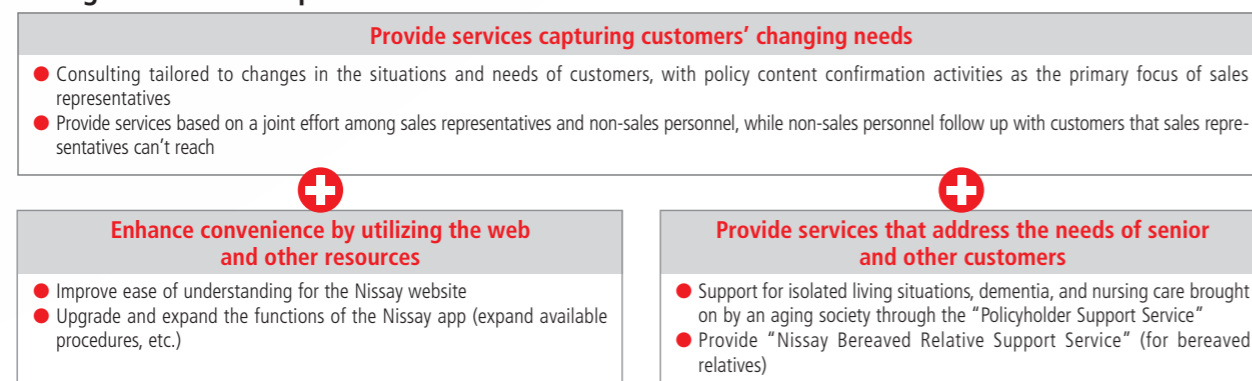 Provide services capturing customers’ changing needs
● Consulting tailored to changes in the situations and needs of customers, with policy content confirmation activities as the primary focus of sales
representatives
● Provide services based on a joint effort among sales representatives and non-sales personnel, while non-sales personnel follow up with customers that sales repre-
sentatives can’t reach
Enhance convenience by utilizing the web
and other resources
● Improve ease of understanding for the Nissay website
● Upgrade and expand the functions of the Nissay app (expand available
procedures, etc.)
Provide services that address the needs of senior
and other customers
● Support for isolated living situations, dementia, and nursing care brought
on by an aging society through the “Policyholder Support Service”
● Provide “Nissay Bereaved Relative Support Service” (for bereaved
relatives)